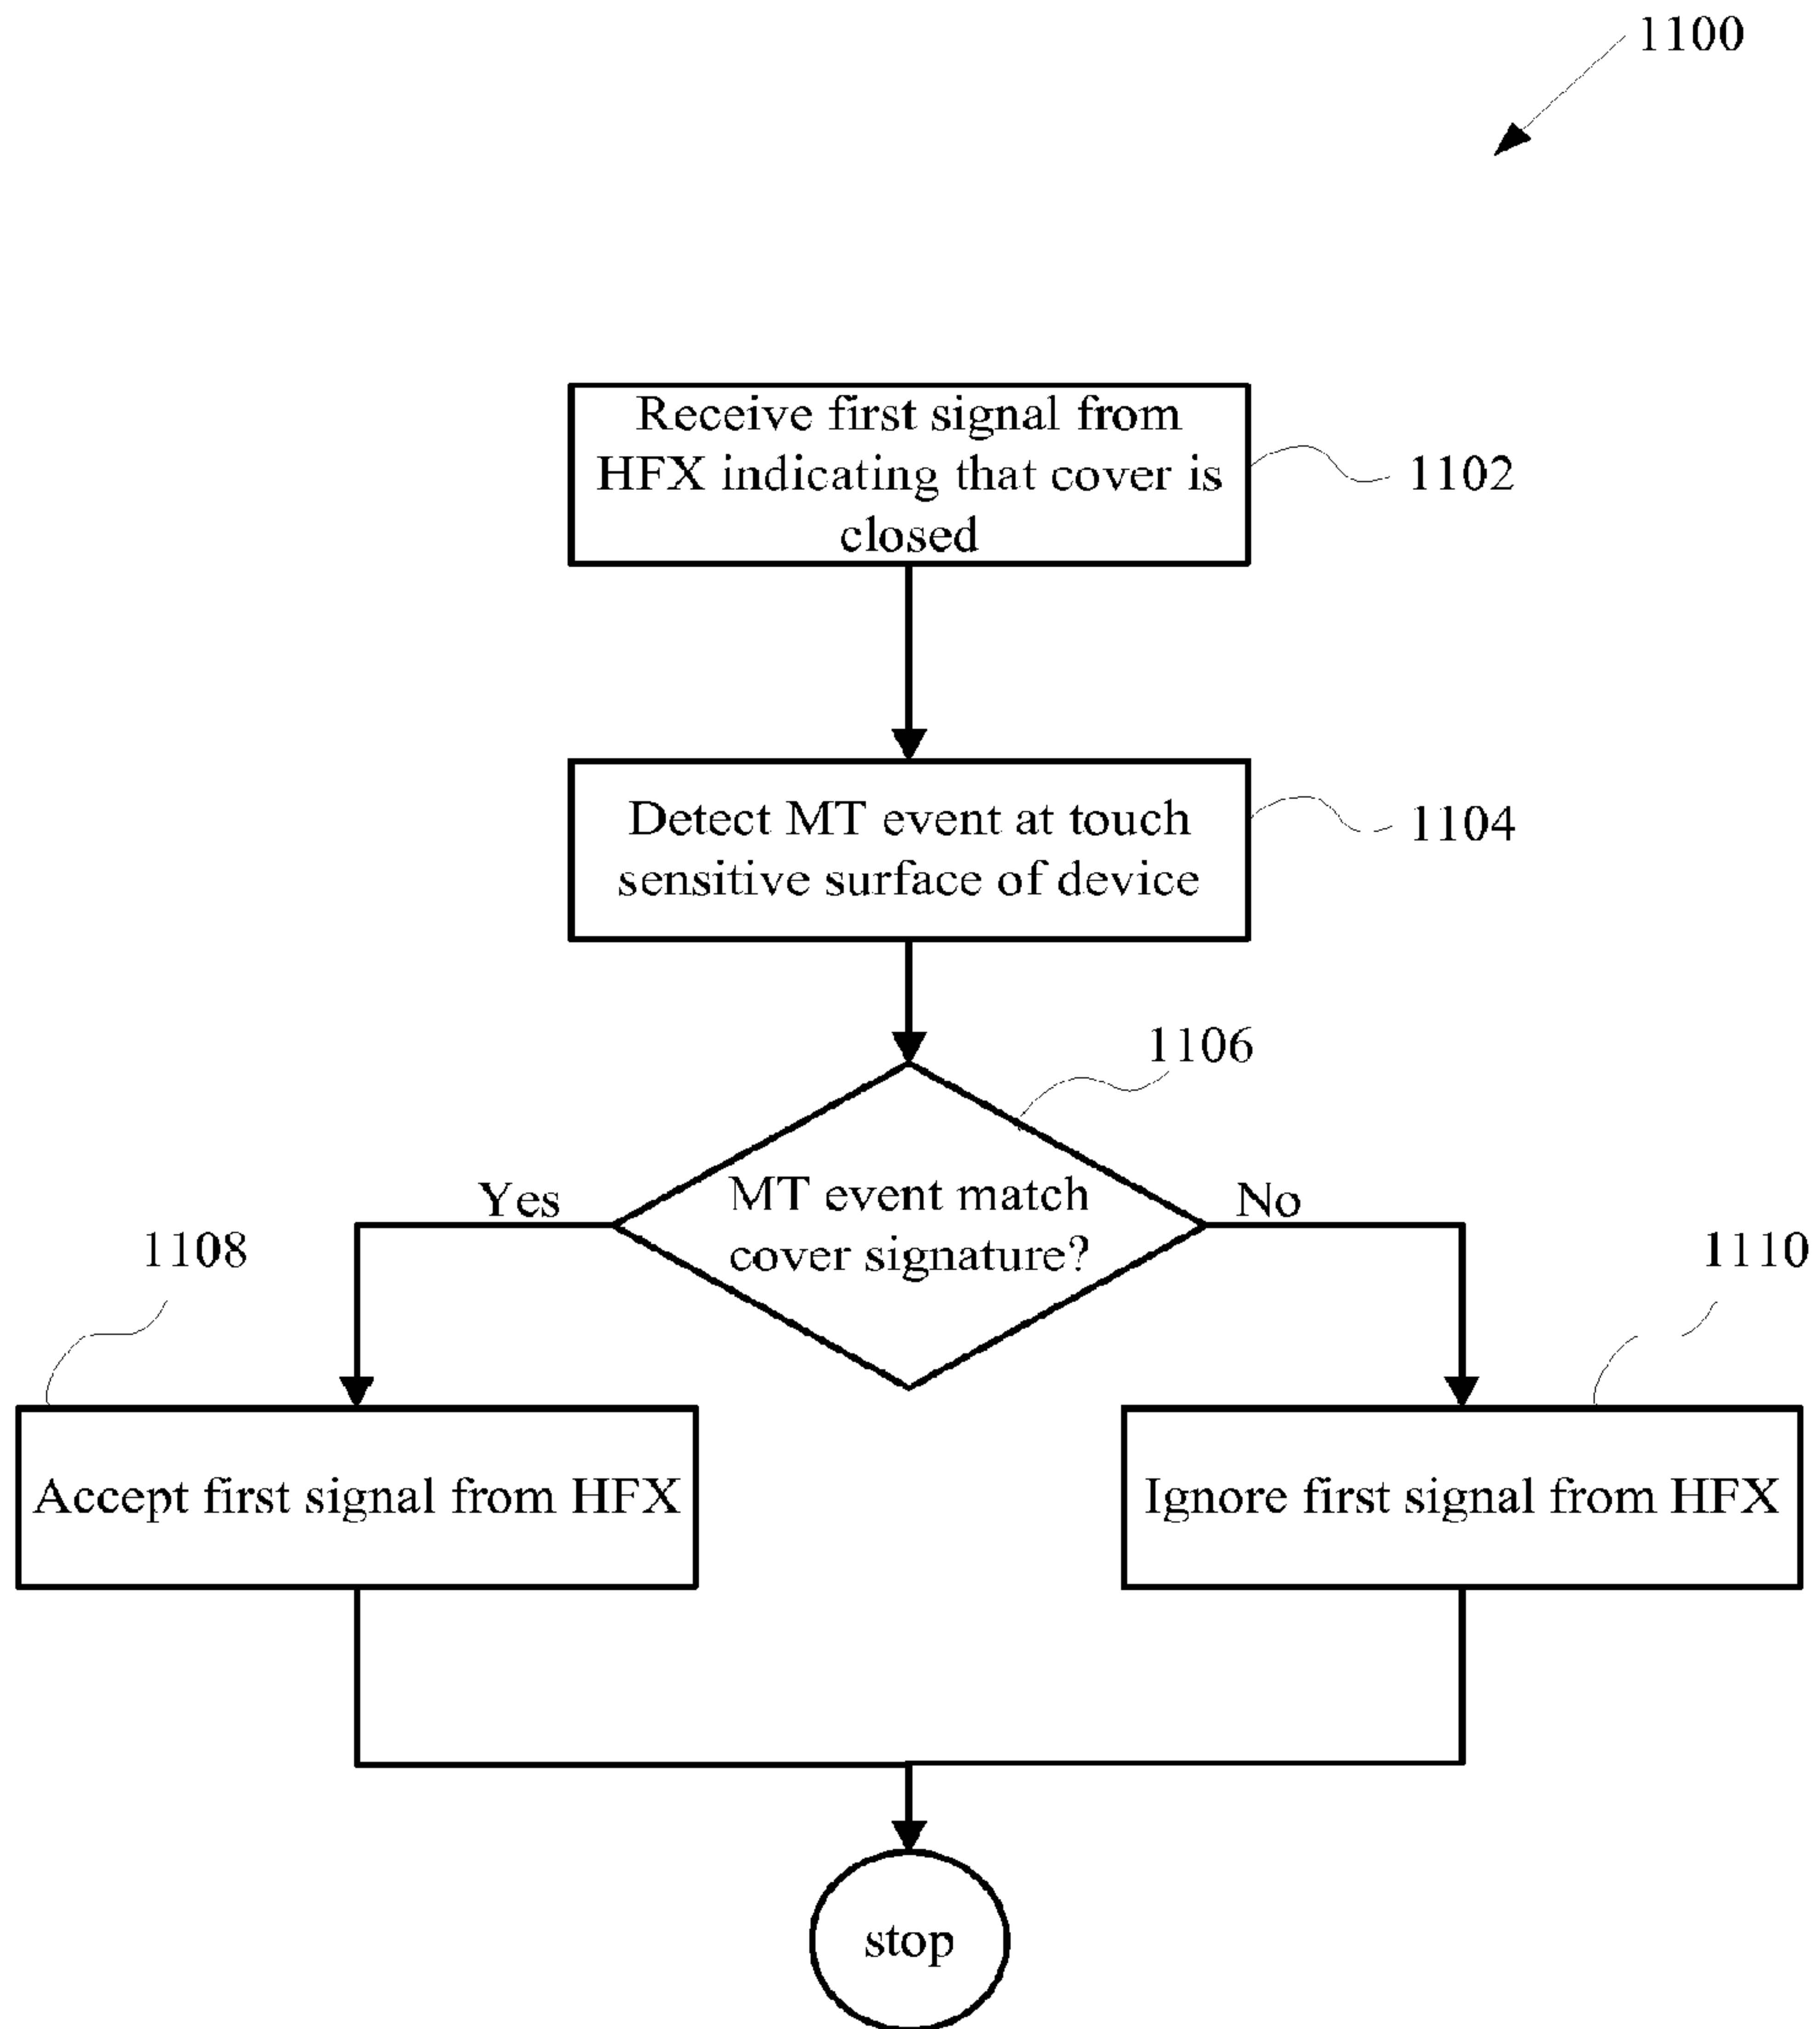 1100
Receive first signal from
HFX indicating that cover is
closed
1102
Detect MT event at touch
sensitive surface of device
1104
1106
MT event match
cover signature?
Yes
No
1108
1110
Accept first signal from HFX
Ignore first signal from HFX
stop